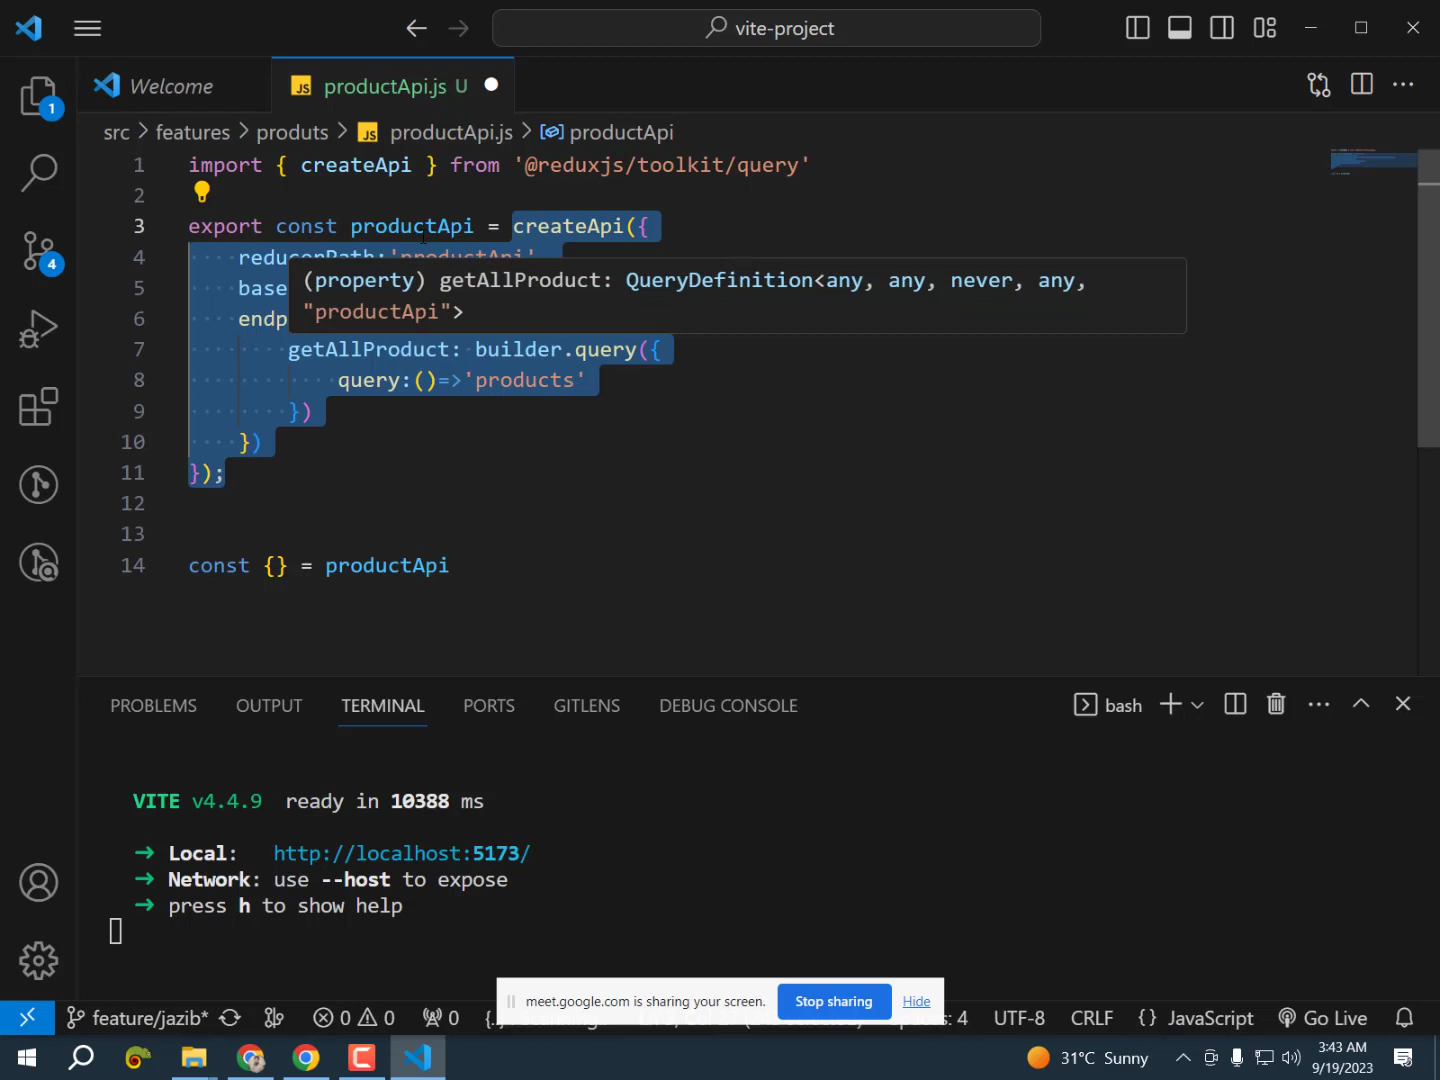 vite-project
Welcome
productApi.js U
src > features > produts > productApi.js > productApi
1 import { createApi } from '@reduxjs/toolkit/query'
2
3 export const productApi = createApi({
4 reducerPath:'productApi'
5 base
6 endp
(property) getAllProduct: QueryDefinition<any, any, never, any,
"productApi">
7 getAllProduct: builder.query({
8 query:()=>'products'
9 })
10 })
11 });
12
13
14 const {} = productApi
1
4
PROBLEMS OUTPUT TERMINAL PORTS GITLENS DEBUG CONSOLE
bash
VITE v4.4.9 ready in 10388 ms
➜ Local: http://localhost:5173/
➜ Network: use --host to expose
➜ press h to show help
meet.google.com is sharing your screen. Stop sharing Hide
feature/jazib* 0 0 0 UTF-8 CRLF {} JavaScript Go Live
31°C Sunny
3:43 AM
9/19/2023